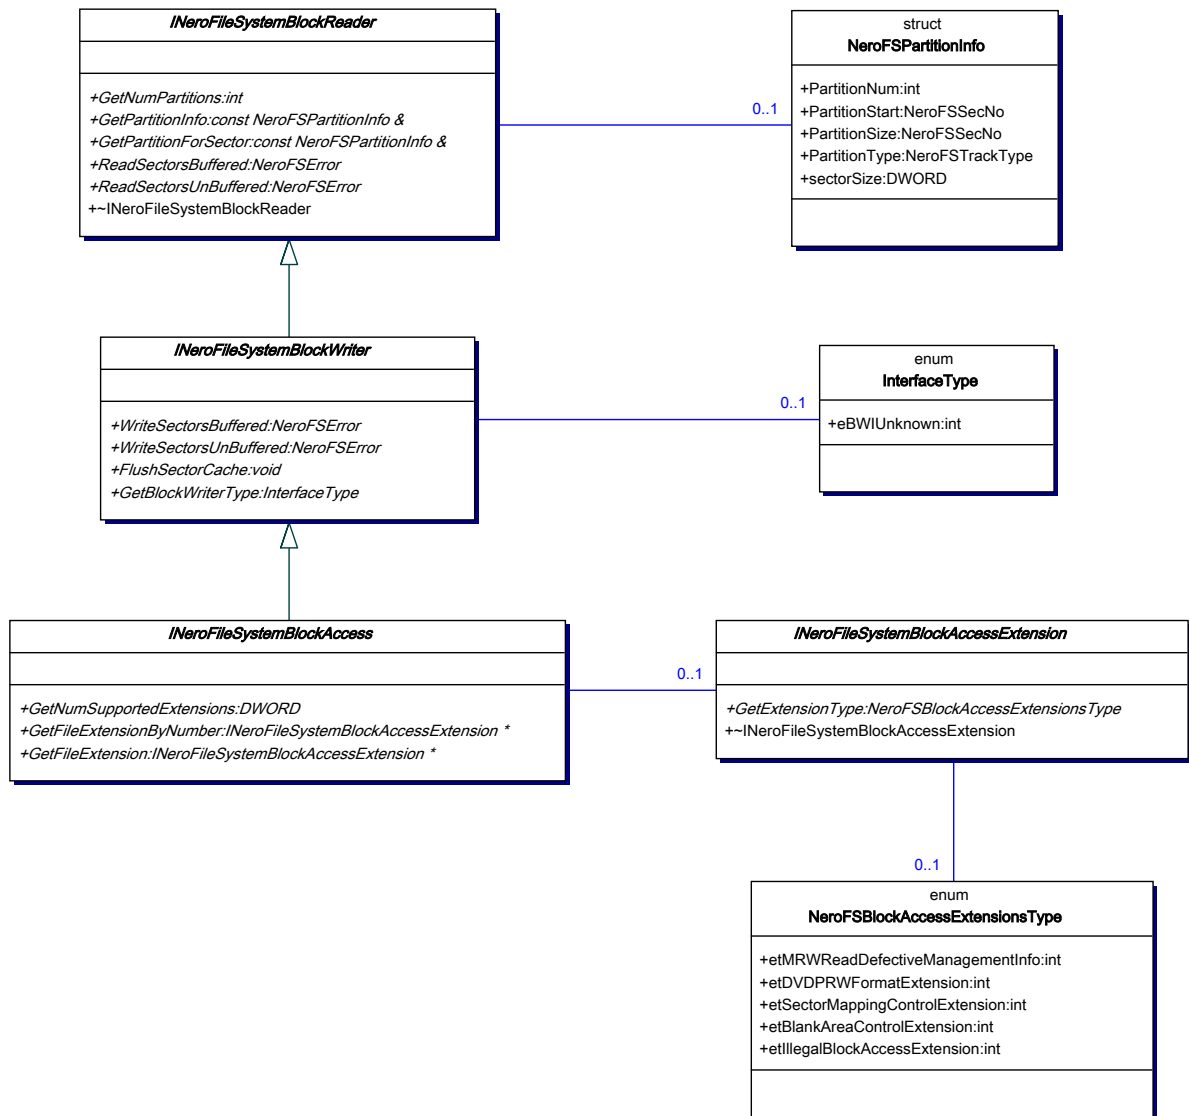 INeroFileSystemBlockReader
+GetNumPartitions:int
+GetPartitionInfo:const NeroFSPartitionInfo &
+GetPartitionForSector:const NeroFSPartitionInfo &
+ReadSectorsBuffered:NeroFSError
+ReadSectorsUnBuffered:NeroFSError
+~INeroFileSystemBlockReader
0..1
struct
NeroFSPartitionInfo
+PartitionNum:int
+PartitionStart:NeroFSSecNo
+PartitionSize:NeroFSSecNo
+PartitionType:NeroFSTrackType
+sectorSize:DWORD
INeroFileSystemBlockWriter
+WriteSectorsBuffered:NeroFSError
+WriteSectorsUnBuffered:NeroFSError
+FlushSectorCache:void
+GetBlockWriterType:InterfaceType
0..1
enum
InterfaceType
+eBWIUnknown:int
INeroFileSystemBlockAccess
+GetNumSupportedExtensions:DWORD
+GetFileExtensionByNumber:INeroFileSystemBlockAccessExtension *
+GetFileExtension:INeroFileSystemBlockAccessExtension *
0..1
INeroFileSystemBlockAccessExtension
+GetExtensionType:NeroFSBlockAccessExtensionsType
+~INeroFileSystemBlockAccessExtension
0..1
enum
NeroFSBlockAccessExtensionsType
+etMRWReadDefectiveManagementInfo:int
+etDVDPRWFormatExtension:int
+etSectorMappingControlExtension:int
+etBlankAreaControlExtension:int
+etIllegalBlockAccessExtension:int